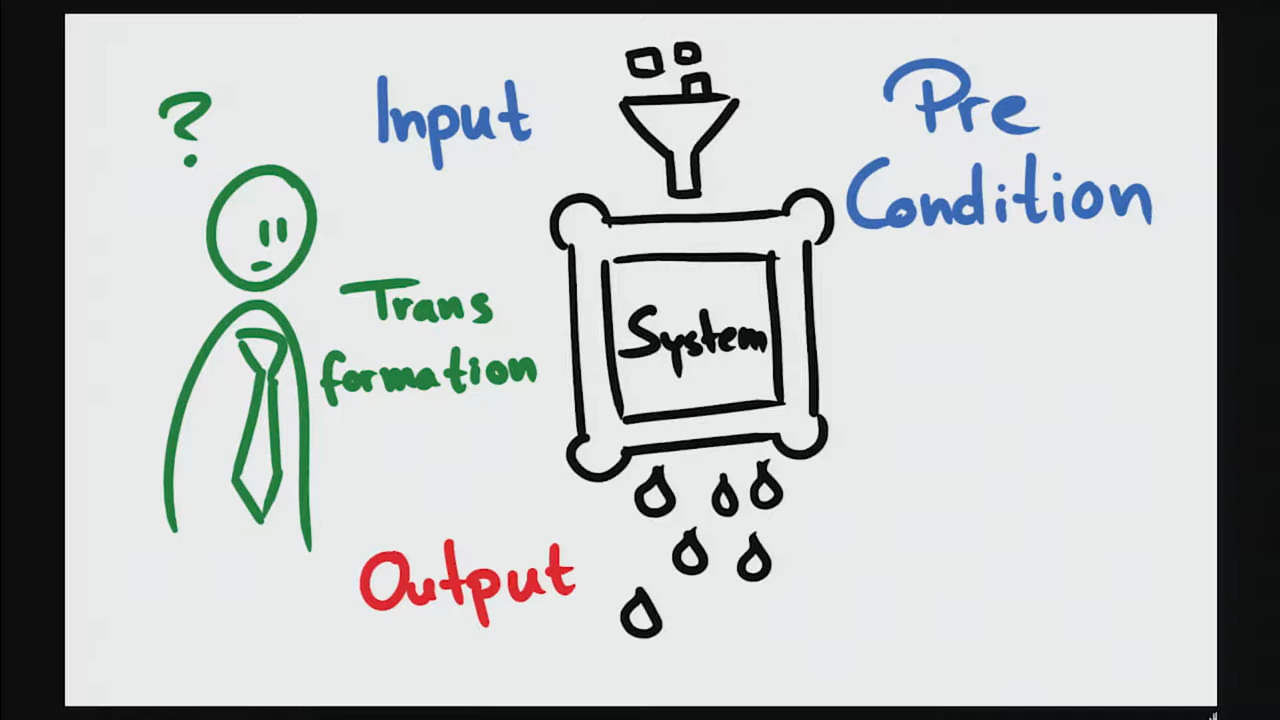 ?
Input
Pre
Condition
Trans
formation
System
Output